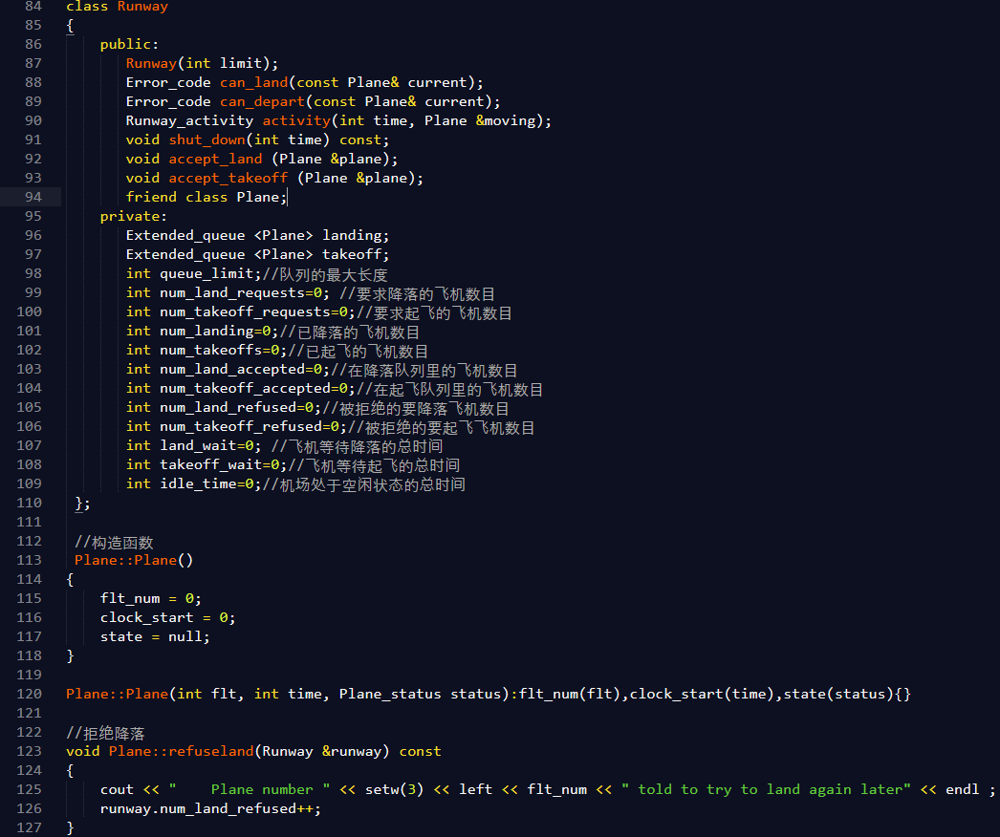 84 class Runway
85 {
86 public:
87 Runway(int limit);
88 Error_code can_land(const Plane& current);
89 Error_code can_depart(const Plane& current);
90 Runway_activity activity(int time, Plane &moving);
91 void shut_down(int time) const;
92 void accept_land (Plane &plane);
93 void accept_takeoff (Plane &plane);
94 friend class Plane;
95 private:
96 Extended_queue <Plane> landing;
97 Extended_queue <Plane> takeoff;
98 int queue_limit;//队列的最大长度
99 int num_land_requests=0; //要求降落的飞机数目
100 int num_takeoff_requests=0;//要求起飞的飞机数目
101 int num_landing=0;//已降落的飞机数目
102 int num_takeoffs=0;//已起飞的飞机数目
103 int num_land_accepted=0;//在降落队列里的飞机数目
104 int num_takeoff_accepted=0;//在起飞队列里的飞机数目
105 int num_land_refused=0;//被拒绝的要降落飞机数目
106 int num_takeoff_refused=0;//被拒绝的要起飞飞机数目
107 int land_wait=0; //飞机等待降落的总时间
108 int takeoff_wait=0;//飞机等待起飞的总时间
109 int idle_time=0;//机场处于空闲状态的总时间
110 };
111
112 //构造函数
113 Plane::Plane()
114 {
115 flt_num = 0;
116 clock_start = 0;
117 state = null;
118 }
119
120 Plane::Plane(int flt, int time, Plane_status status):flt_num(flt),clock_start(time),state(status){}
121
122 //拒绝降落
123 void Plane::refuseland(Runway &runway) const
124 {
125 cout << "    Plane number " << setw(3) << left << flt_num << " told to try to land again later" << endl ;
126 runway.num_land_refused++;
127 }